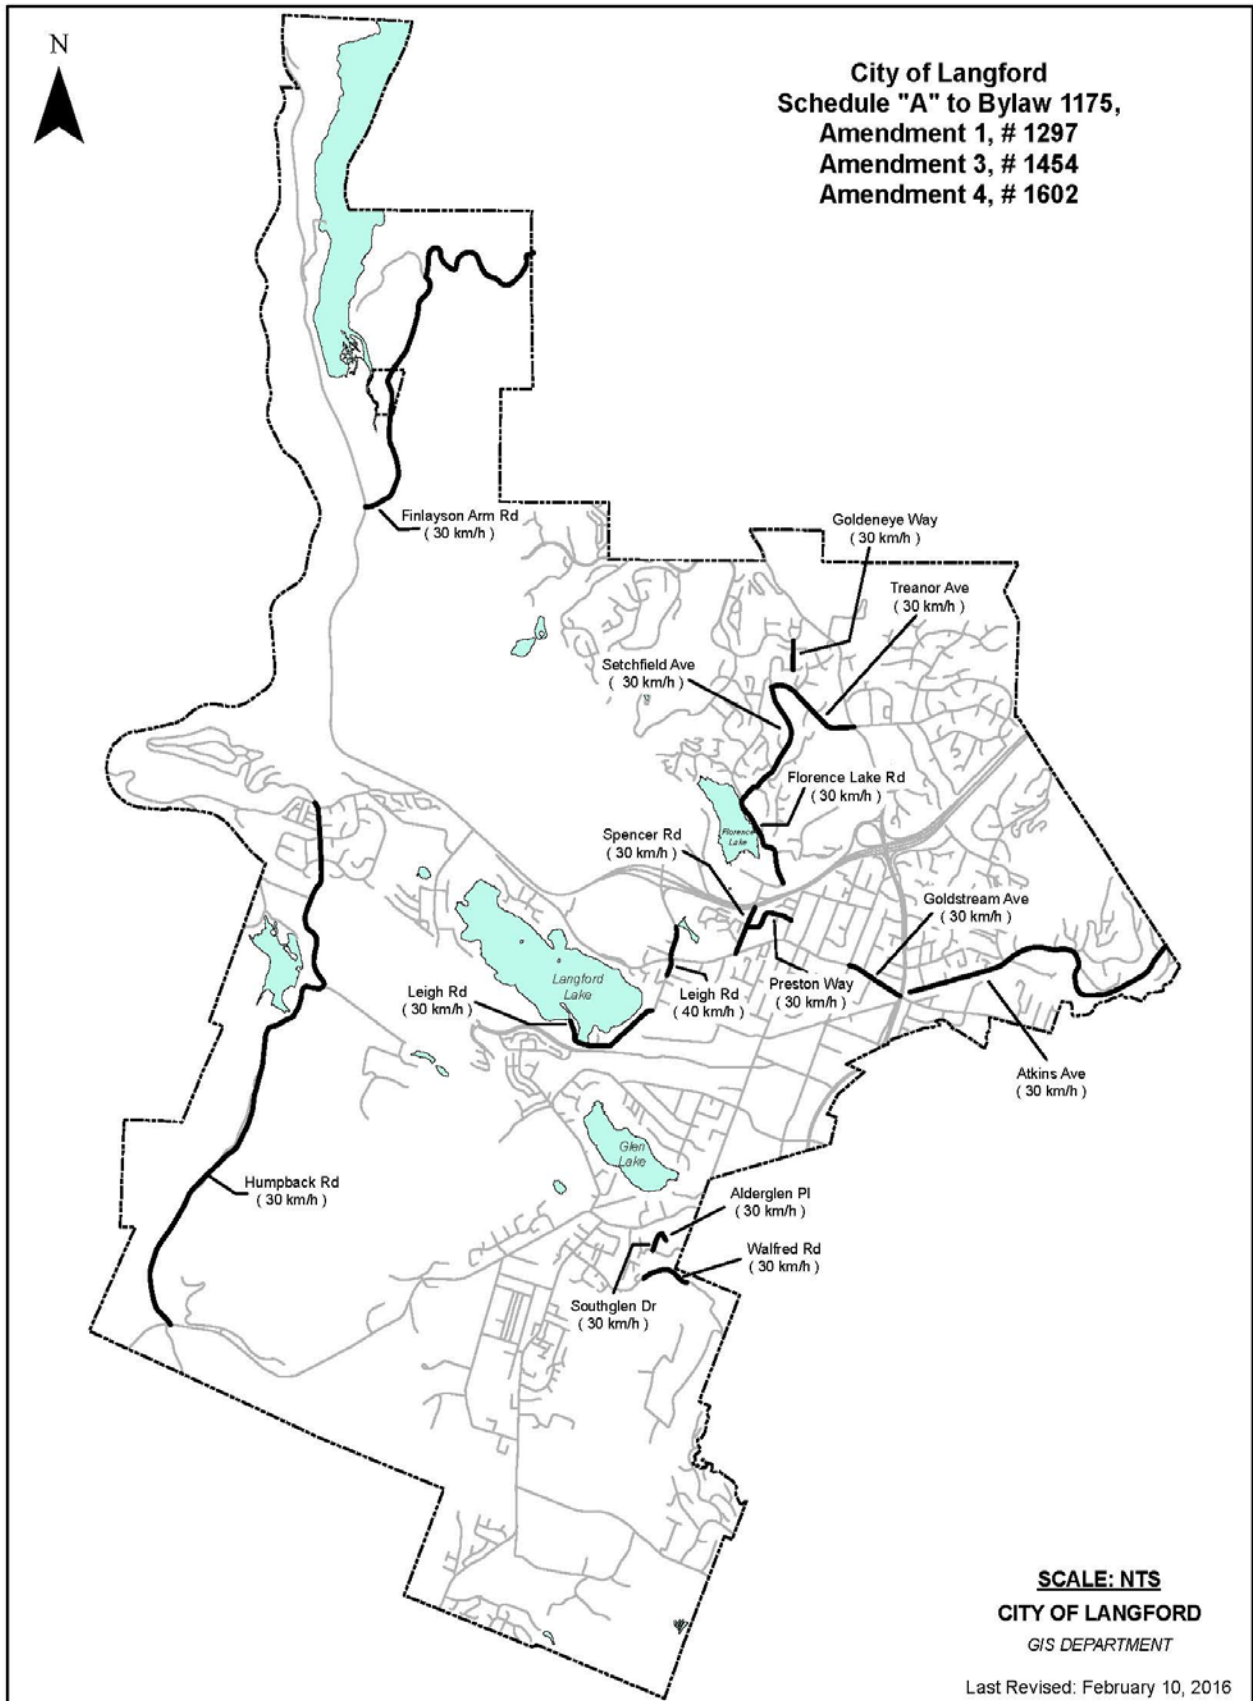 N
City of Langford
Schedule "A" to Bylaw 1175,
Amendment 1, # 1297
Amendment 3, # 1454
Amendment 4, # 1602
Finlayson Arm Rd
( 30 km/h )
Goldeneye Way
( 30 km/h )
Treanor Ave
( 30 km/h )
Setchfield Ave
( 30 km/h )
Florence Lake Rd
( 30 km/h )
Florence
Lake
Spencer Rd
( 30 km/h )
Goldstream Ave
( 30 km/h )
Langford
Lake
Leigh Rd
( 30 km/h )
Leigh Rd
( 40 km/h )
Preston Way
( 30 km/h )
Atkins Ave
( 30 km/h )
Glen
Lake
Humpback Rd
( 30 km/h )
Alderglen Pl
( 30 km/h )
Walfred Rd
( 30 km/h )
Southglen Dr
( 30 km/h )
SCALE: NTS
CITY OF LANGFORD
GIS DEPARTMENT
Last Revised: February 10, 2016